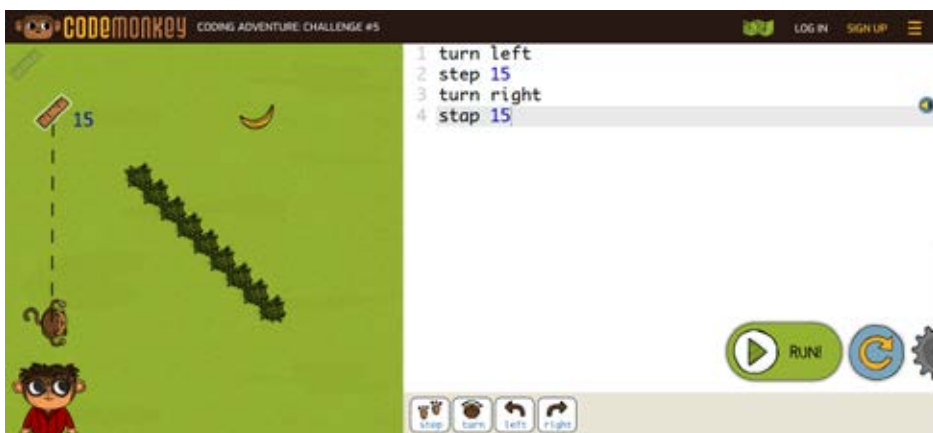 CODEMONKEY CODING ADVENTURE: CHALLENGE #5 LOG IN SIGN UP
15
1 turn left
2 step 15
3 turn right
4 stap 15
RUN!
step turn left right